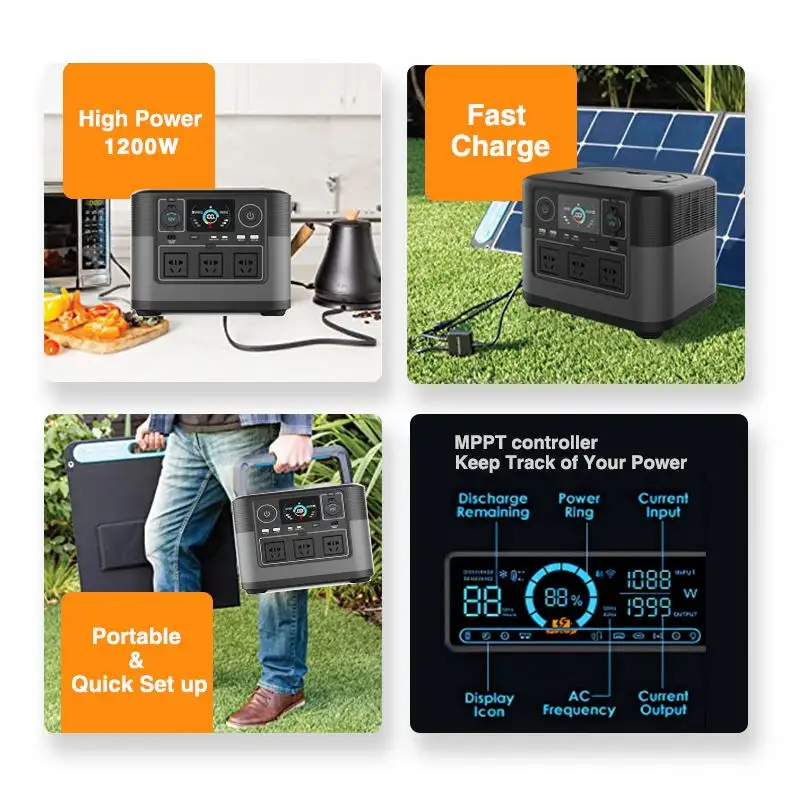 High Power
1200W
Fast
Charge
Portable
&
Quick Set up
MPPT controller
Keep Track of Your Power
Discharge
Remaining
Power
Ring
Current
Input
88
88 %
1088
INPUT
W
1999
OUTPUT
Display
Icon
AC
Frequency
Current
Output